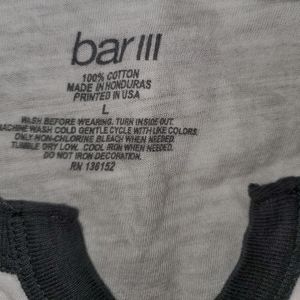 bar III
100% COTTON
MADE IN HONDURAS
PRINTED IN USA
L
WASH BEFORE WEARING. TURN INSIDE OUT.
MACHINE WASH COLD GENTLE CYCLE WITH LIKE COLORS
ONLY NON-CHLORINE BLEACH WHEN NEEDED.
TUMBLE DRY LOW. COOL IRON WHEN NEEDED.
DO NOT IRON DECORATION.
RN 136152